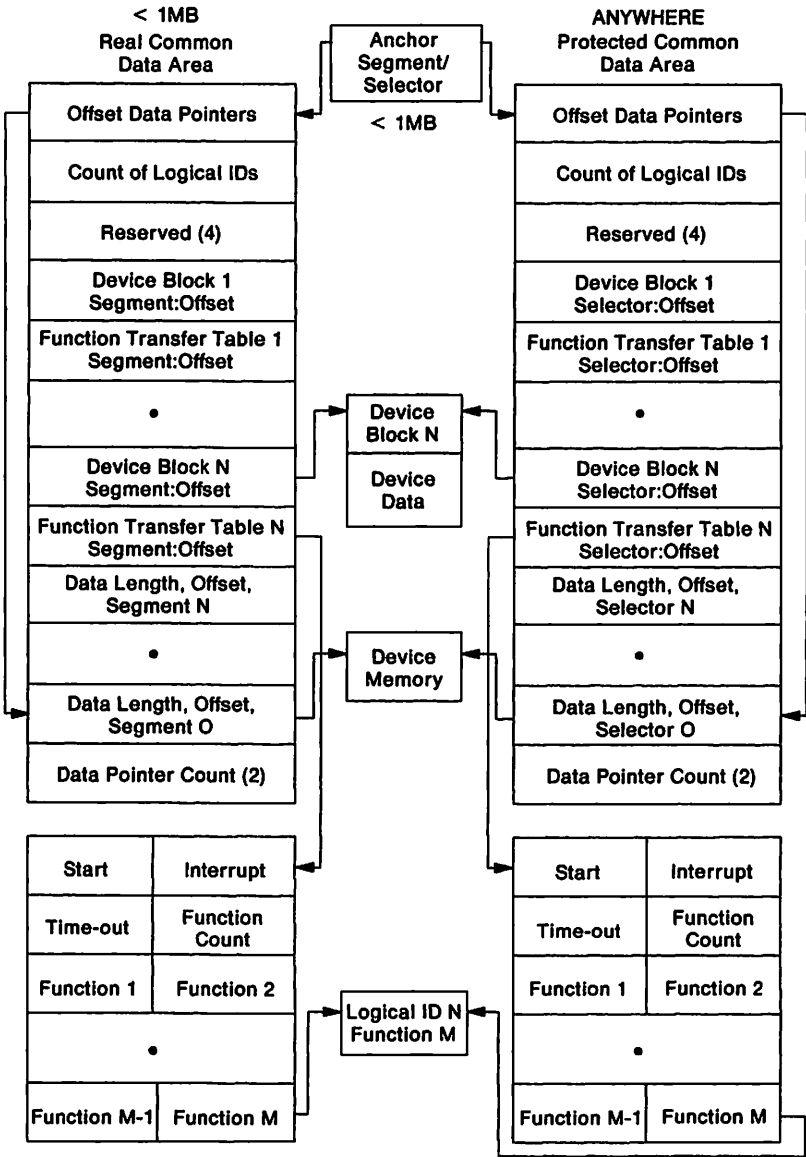 < 1MB
Real Common
Data Area
Offset Data Pointers
Count of Logical IDs
Reserved (4)
Device Block 1
Segment:Offset
Function Transfer Table 1
Segment:Offset
Device Block N
Segment:Offset
Function Transfer Table N
Segment:Offset
Data Length, Offset,
Segment N
Data Length, Offset,
Segment O
Data Pointer Count (2)
Start
Interrupt
Time-out
Function
Count
Function 1
Function 2
Function M-1
Function M
Anchor
Segment/
Selector
< 1MB
Device
Block N
Device
Data
Device
Memory
Logical ID N
Function M
ANYWHERE
Protected Common
Data Area
Offset Data Pointers
Count of Logical IDs
Reserved (4)
Device Block 1
Selector:Offset
Function Transfer Table 1
Selector:Offset
Device Block N
Selector:Offset
Function Transfer Table N
Selector:Offset
Data Length, Offset,
Selector N
Data Length, Offset,
Selector O
Data Pointer Count (2)
Start
Interrupt
Time-out
Function
Count
Function 1
Function 2
Function M-1
Function M